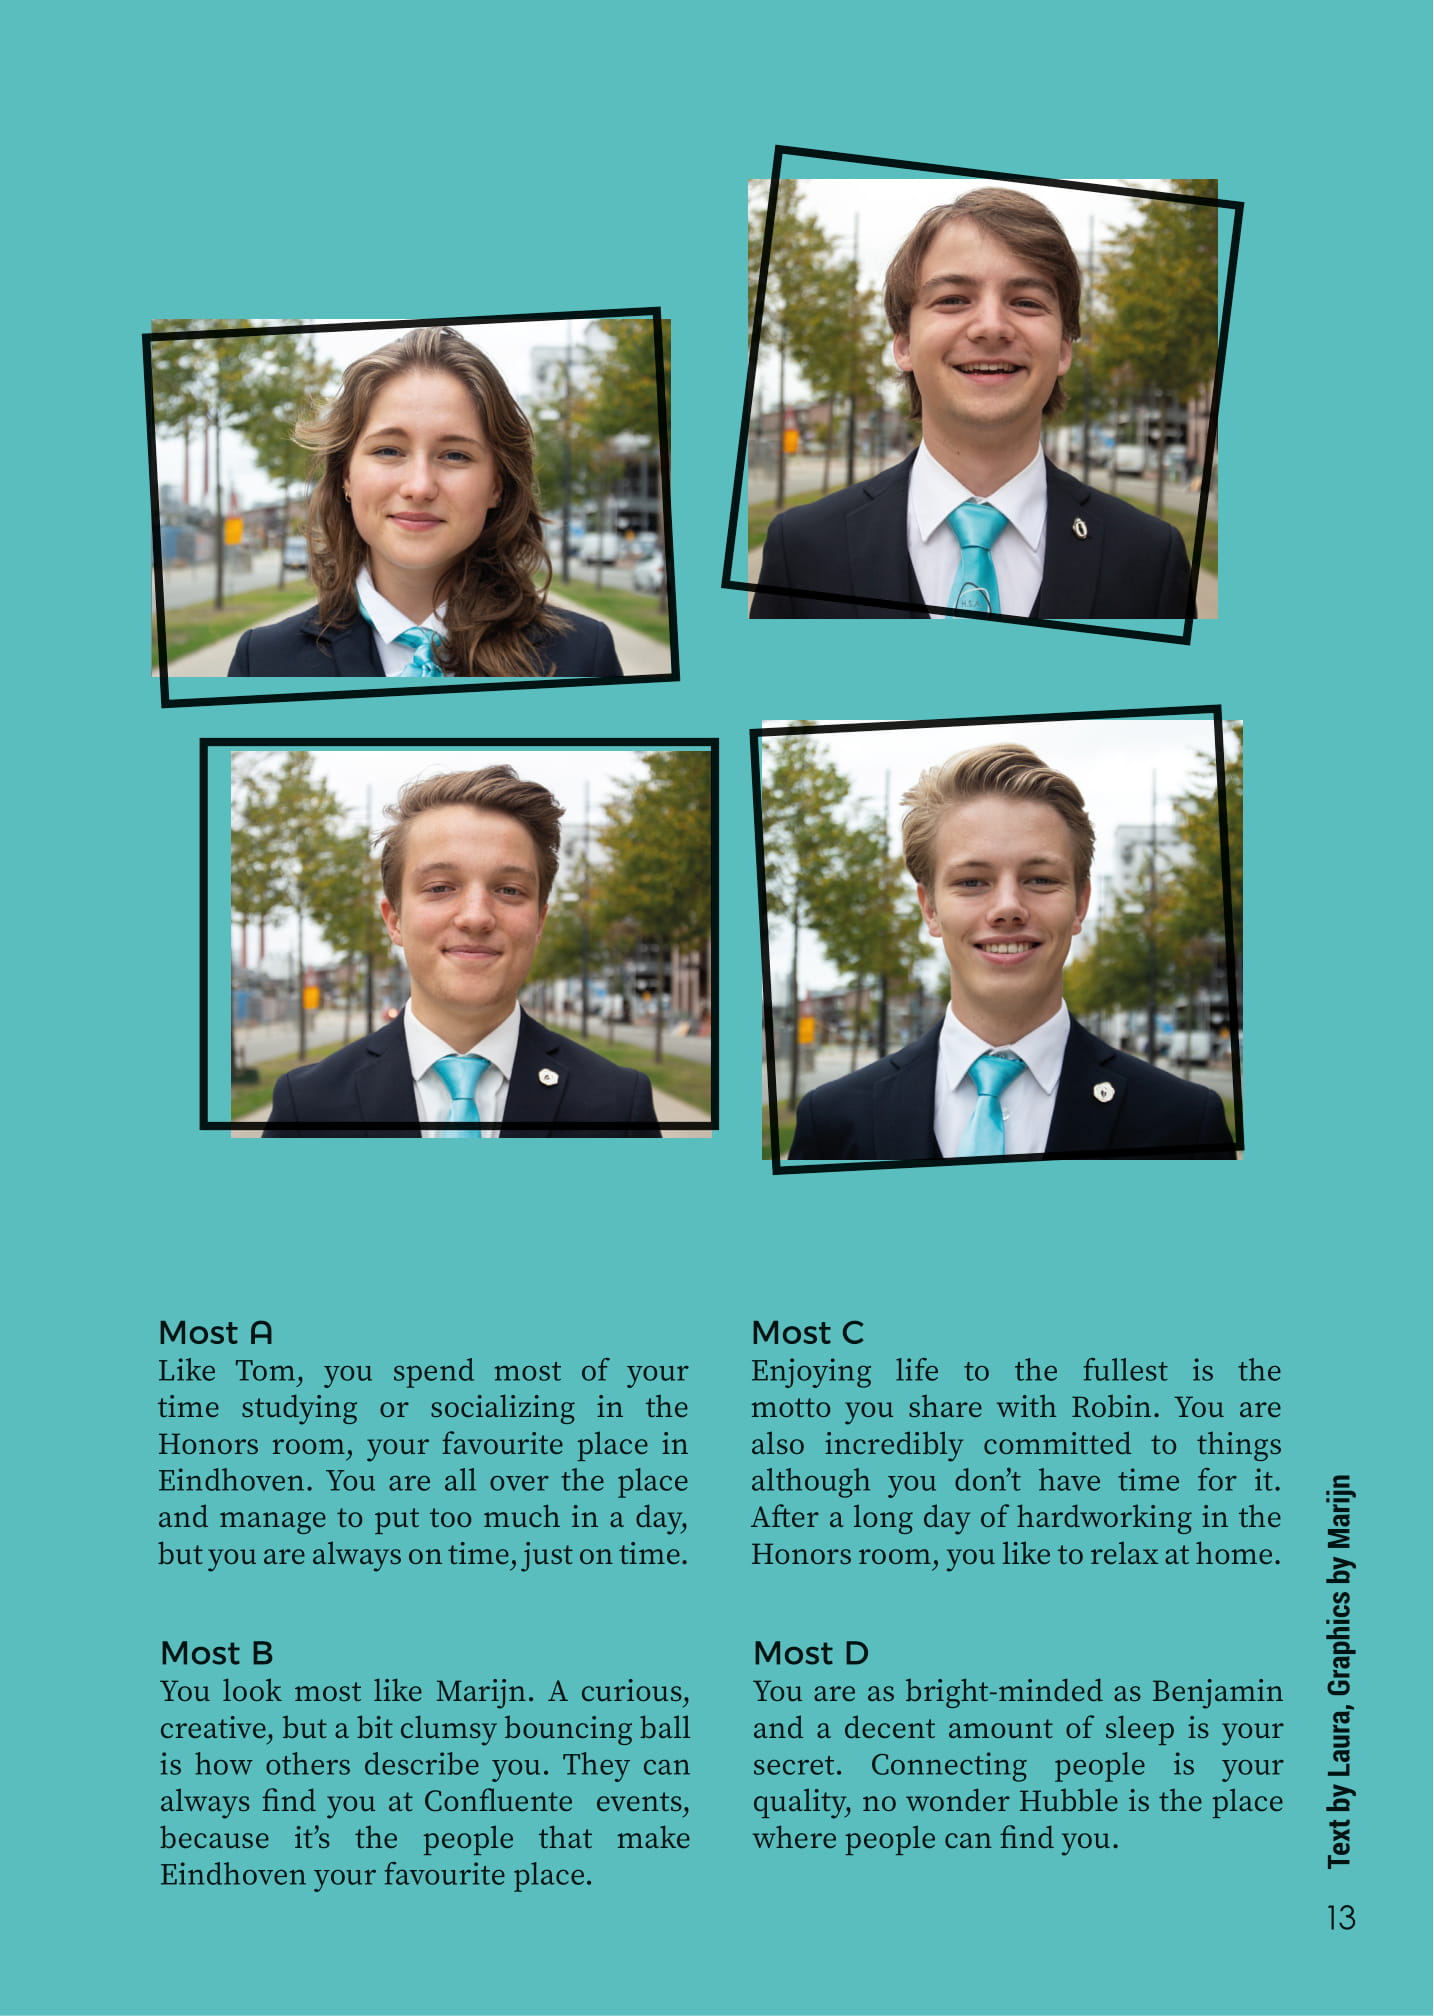 H.S.A.
Most A
Like Tom, you spend most of your
time studying or socializing in the
Honors room, your favourite place in
Eindhoven. You are all over the place
and manage to put too much in a day,
but you are always on time, just on time.
Most B
You look most like Marijn. A curious,
creative, but a bit clumsy bouncing ball
is how others describe you. They can
always find you at Confluente events,
because it’s the people that make
Eindhoven your favourite place.
Most C
Enjoying life to the fullest is the
motto you share with Robin. You are
also incredibly committed to things
although you don’t have time for it.
After a long day of hardworking in the
Honors room, you like to relax at home.
Most D
You are as bright-minded as Benjamin
and a decent amount of sleep is your
secret. Connecting people is your
quality, no wonder Hubble is the place
where people can find you.
Text by Laura, Graphics by Marijn
13